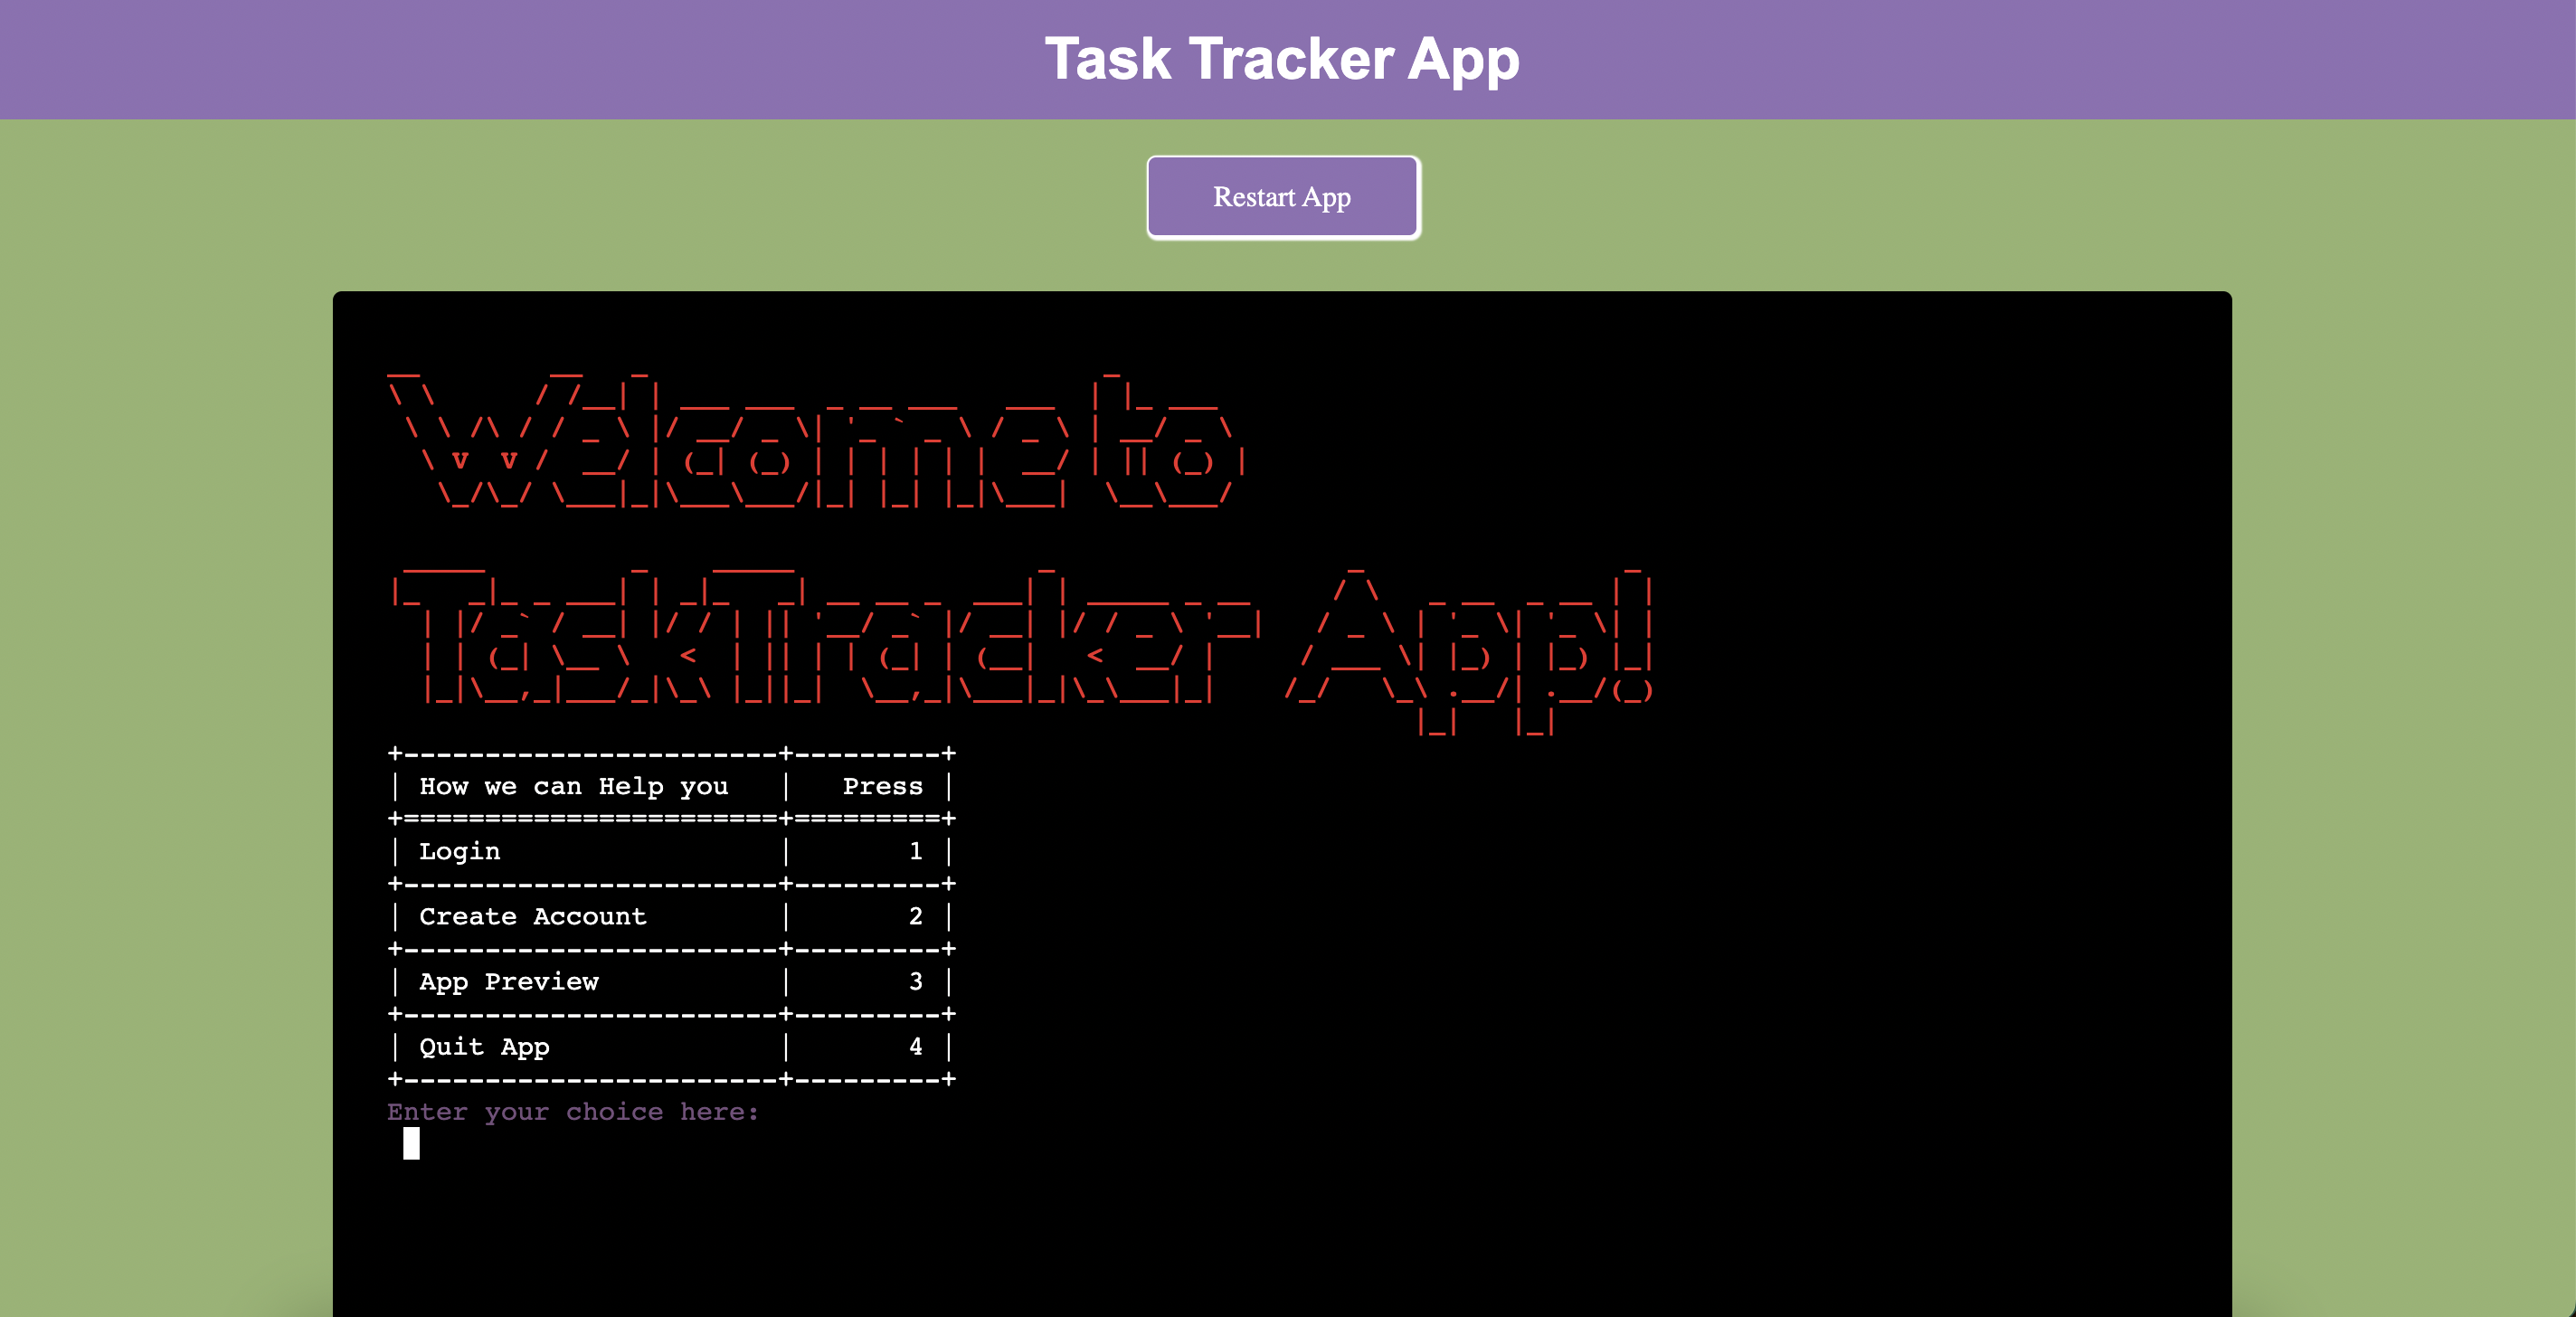 Task Tracker App
Restart App
Welcome to
TaskTracker App!
How we can Help you | Press
Login | 1
Create Account | 2
App Preview | 3
Quit App | 4
Enter your choice here: